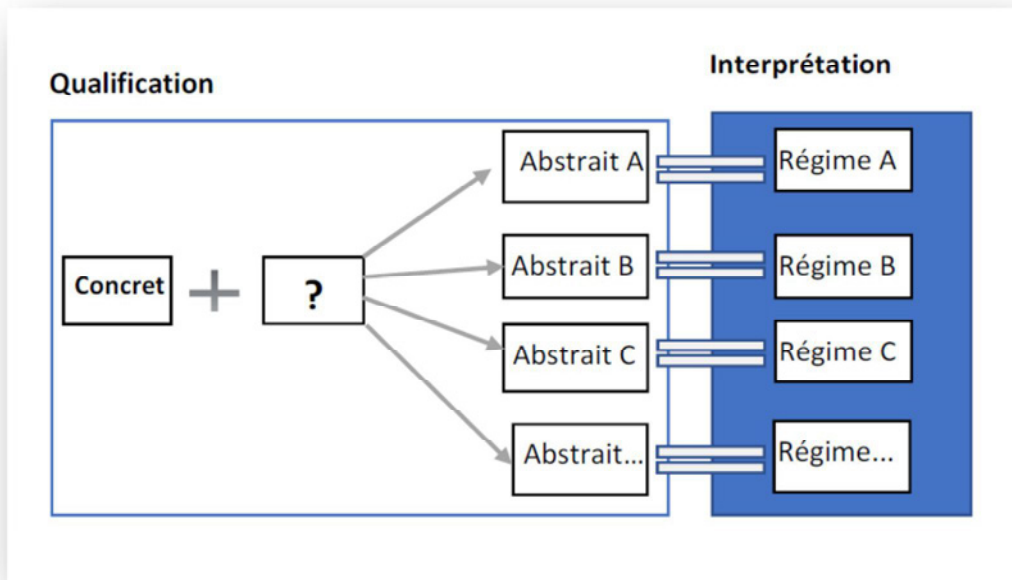 Qualification
Interprétation
Concret
+
?
Abstrait A
Abstrait B
Abstrait C
Abstrait...
Régime A
Régime B
Régime C
Régime...